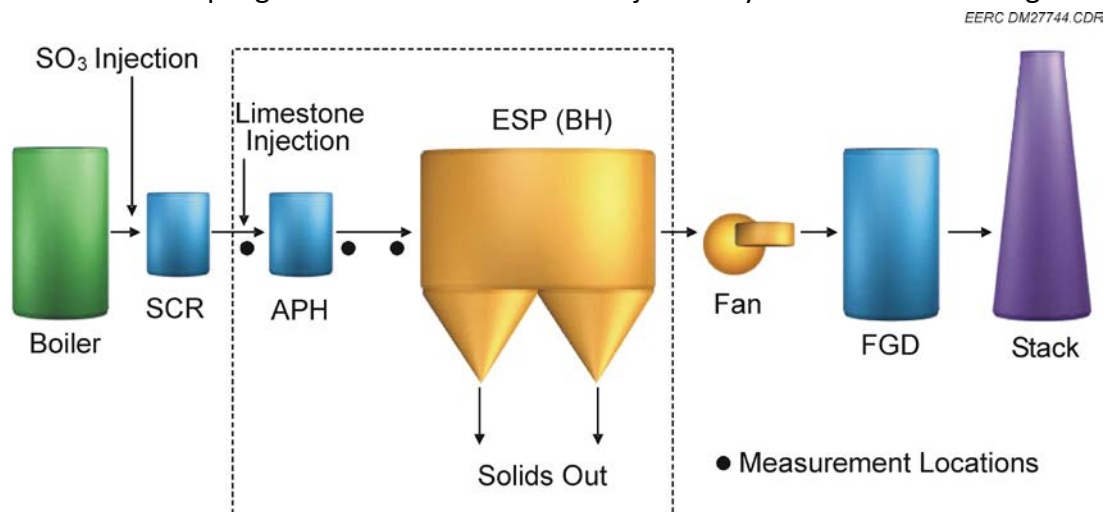 EERC DM27744.CDR
SO₃ Injection
Limestone
Injection
ESP (BH)
SCR
APH
Boiler
Fan
FGD
Stack
Solids Out
● Measurement Locations